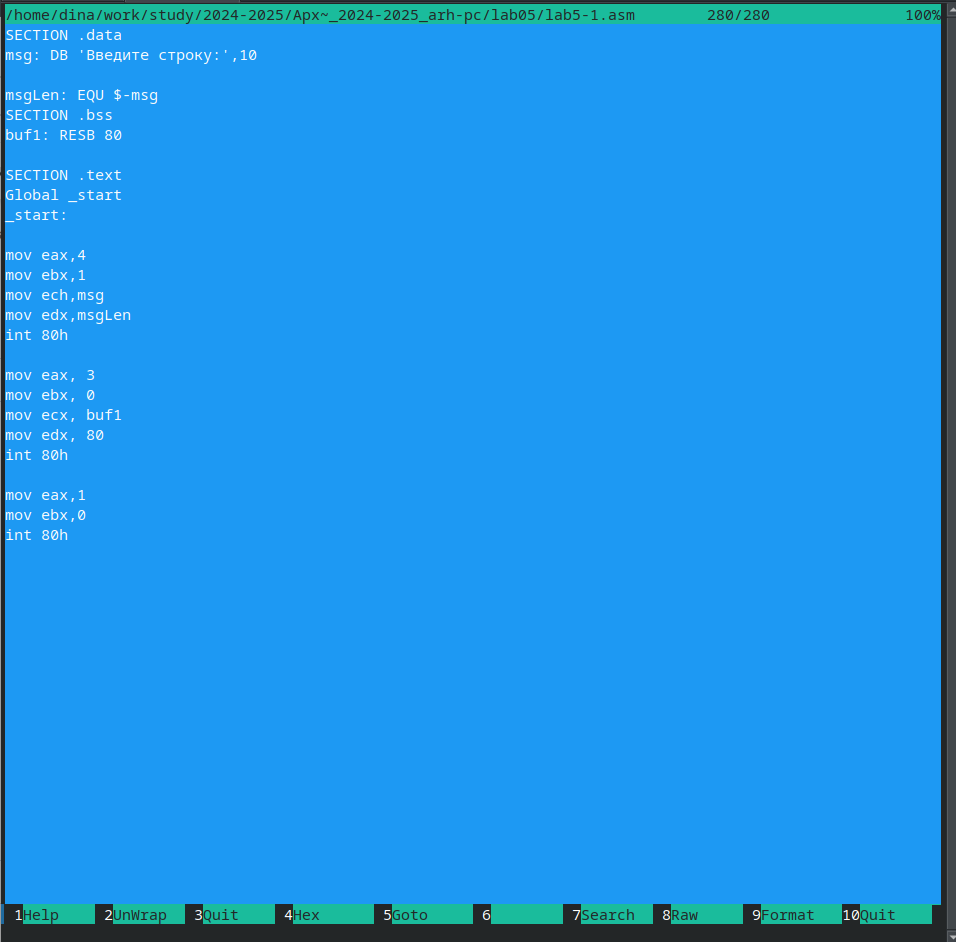 /home/dina/work/study/2024-2025/Арх~_2024-2025_arh-pc/lab05/lab5-1.asm 280/280 100%
SECTION .data
msg: DB 'Введите строку:',10
msgLen: EQU $-msg
SECTION .bss
buf1: RESB 80
SECTION .text
Global _start
_start:
mov eax,4
mov ebx,1
mov ech,msg
mov edx,msgLen
int 80h
mov eax, 3
mov ebx, 0
mov ecx, buf1
mov edx, 80
int 80h
mov eax,1
mov ebx,0
int 80h
1Help 2UnWrap 3Quit 4Hex 5Goto 6 7Search 8Raw 9Format 10Quit